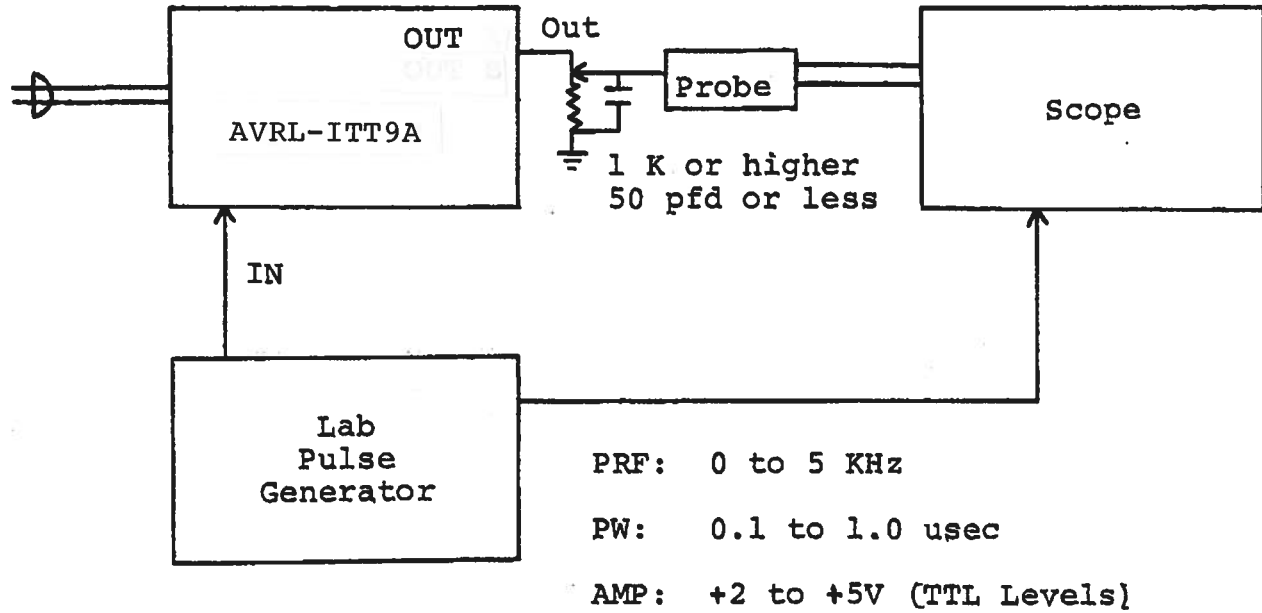 OUT
Out
AVRL-ITT9A
Probe
Scope
1 K or higher
50 pfd or less
IN
Lab
Pulse
Generator
PRF: 0 to 5 KHz
PW: 0.1 to 1.0 usec
AMP: +2 to +5V (TTL Levels)